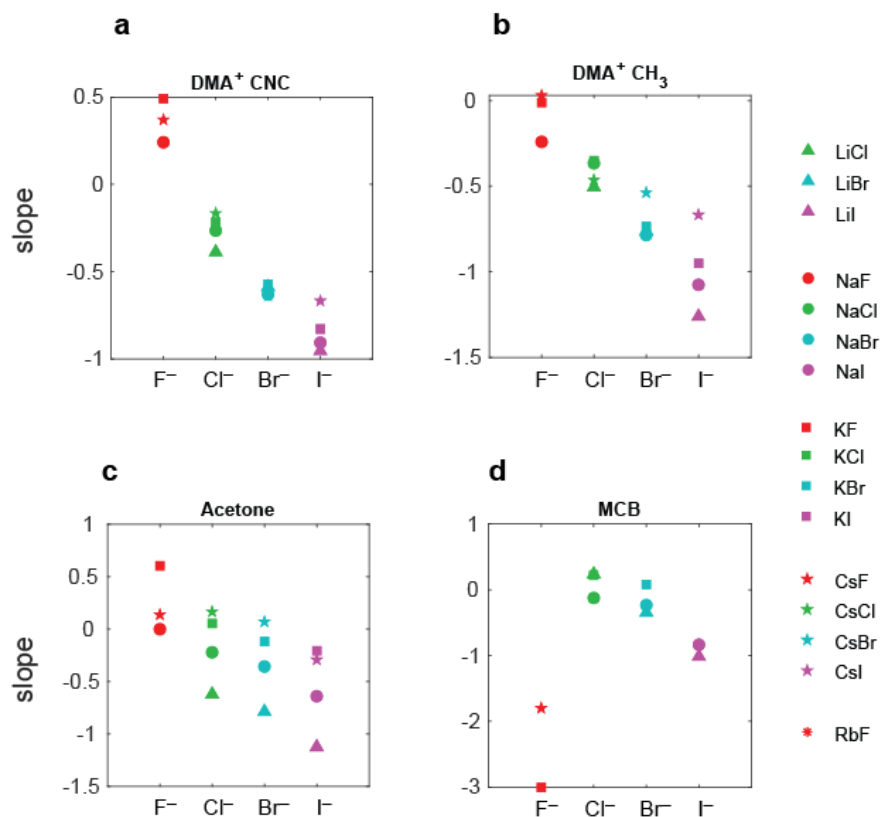 a
DMA⁺ CNC
slope
0.5
0
-0.5
-1
F⁻ Cl⁻ Br⁻ I⁻
b
DMA⁺ CH₃
0
-0.5
-1
-1.5
F⁻ Cl⁻ Br⁻ I⁻
c
Acetone
slope
1
0.5
0
-0.5
-1
-1.5
F⁻ Cl⁻ Br⁻ I⁻
d
MCB
1
0
-1
-2
-3
F⁻ Cl⁻ Br⁻ I⁻
LiCl
LiBr
LiI
NaF
NaCl
NaBr
NaI
KF
KCl
KBr
KI
CsF
CsCl
CsBr
CsI
RbF